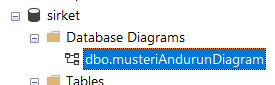 sirket
Database Diagrams
dbo.musteriAndurunDiagram
Tables